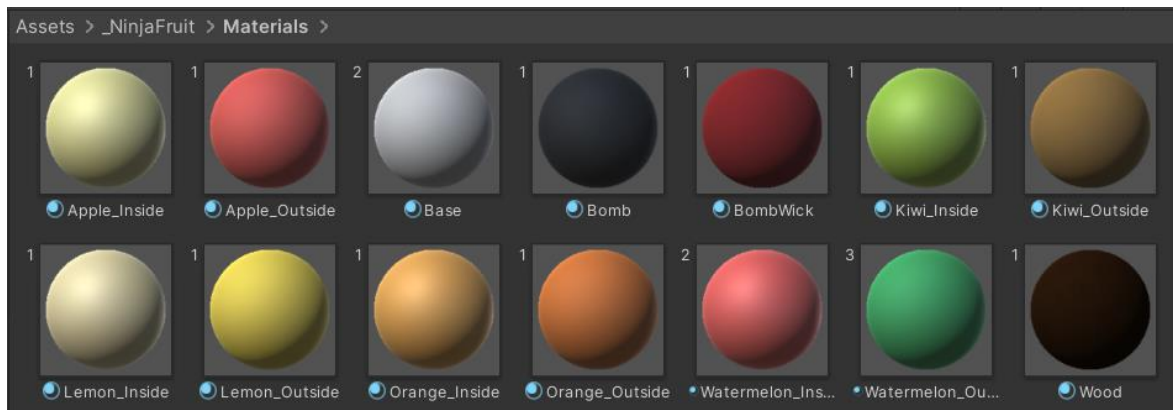 Assets > _NinjaFruit > Materials >
1 1 2 1 1 1 1
Apple_Inside Apple_Outside Base Bomb BombWick Kiwi_Inside Kiwi_Outside
1 1 1 1 2 3 1
Lemon_Inside Lemon_Outside Orange_Inside Orange_Outside Watermelon_Ins... Watermelon_Ou... Wood